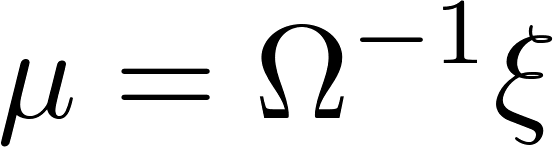 μ = Ω⁻¹ξ